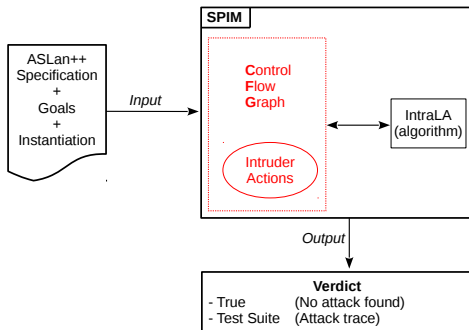 SPIM
ASLan++
Specification
+
Goals
+
Instantiation
Input
Control
Flow
Graph
Intruder
Actions
IntraLA
(algorithm)
Output
Verdict
- True (No attack found)
- Test Suite (Attack trace)